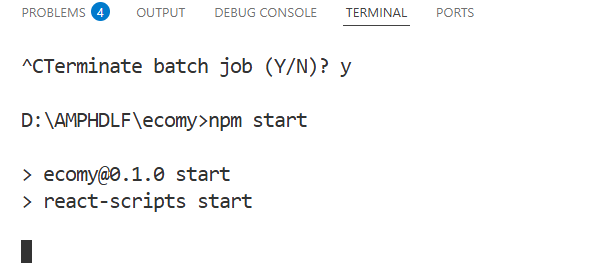 PROBLEMS 4 OUTPUT DEBUG CONSOLE TERMINAL PORTS
^CTerminate batch job (Y/N)? y
D:\AMPHDLF\ecomy>npm start
> ecomy@0.1.0 start
> react-scripts start